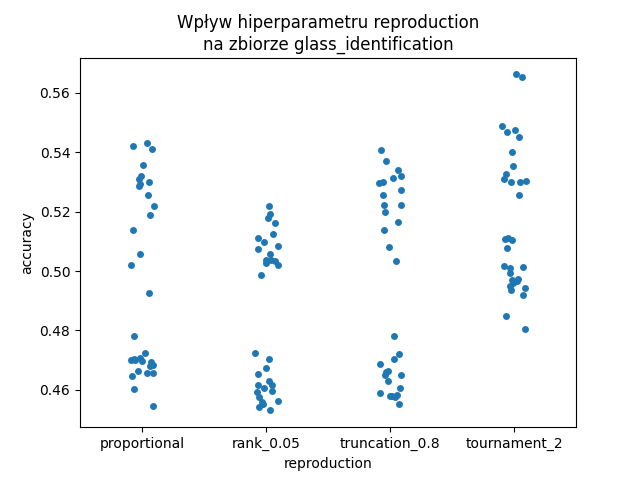 Wpływ hiperparametru reproduction
na zbiorze glass_identification
0.56
0.54
0.52
0.50
0.48
0.46
accuracy
proportional
rank_0.05
truncation_0.8
tournament_2
reproduction